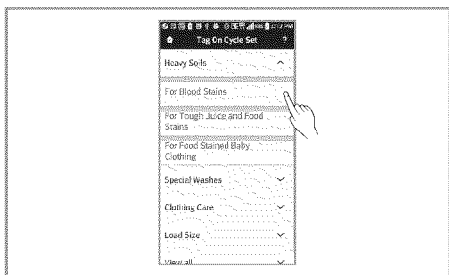 Tag On Cycle Set
?
Heavy Soils
For Blood Stains
For Tough Juice and Food
Stains
For Food Stained Baby
Clothing
Special Washes
Clothing Care
Load Size
View all